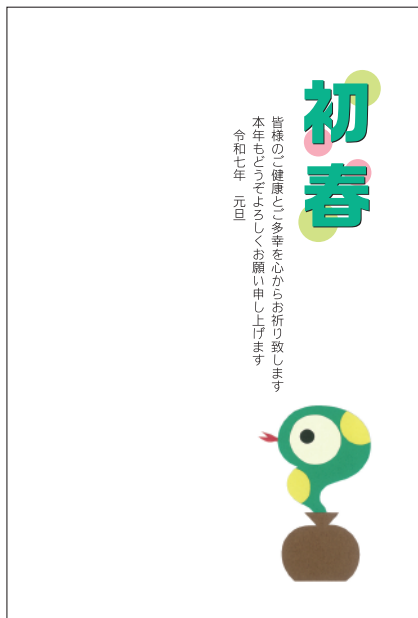 初春
皆様のご健康とご多幸を心からお祈り致します
本年もどうぞよろしくお願い申し上げます
令和七年　元旦